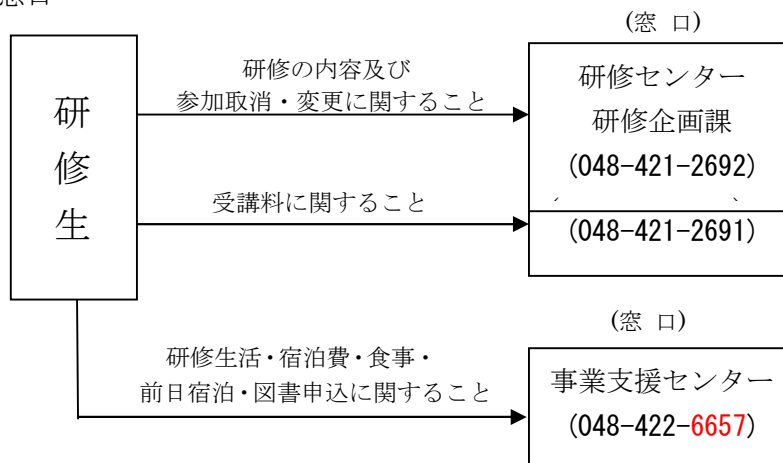 (窓 口)
研修生
研修の内容及び
参加取消・変更に関すること
研修センター
研修企画課
(048-421-2692)
受講料に関すること
(048-421-2691)
(窓 口)
研修生活・宿泊費・食事・
前日宿泊・図書申込に関すること
事業支援センター
(048-422-6657)